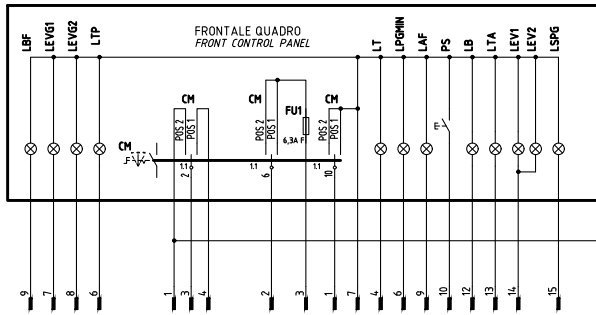 LBF LEVG1 LEVG2 LTP
FRONTALE QUADRO
FRONT CONTROL PANEL
LT LPGMIN LAF PS LB LTA LEV1 LEV2 LSPG
CM CM CM
POS 2 POS 1 POS 2 POS 1 FU1 POS 2 POS 1
6,3A F
CM
1.1 2 1.1 6 1.1 10
9 7 8 6 1 3 4 2 3 1 7 4 6 9 10 12 13 14 15